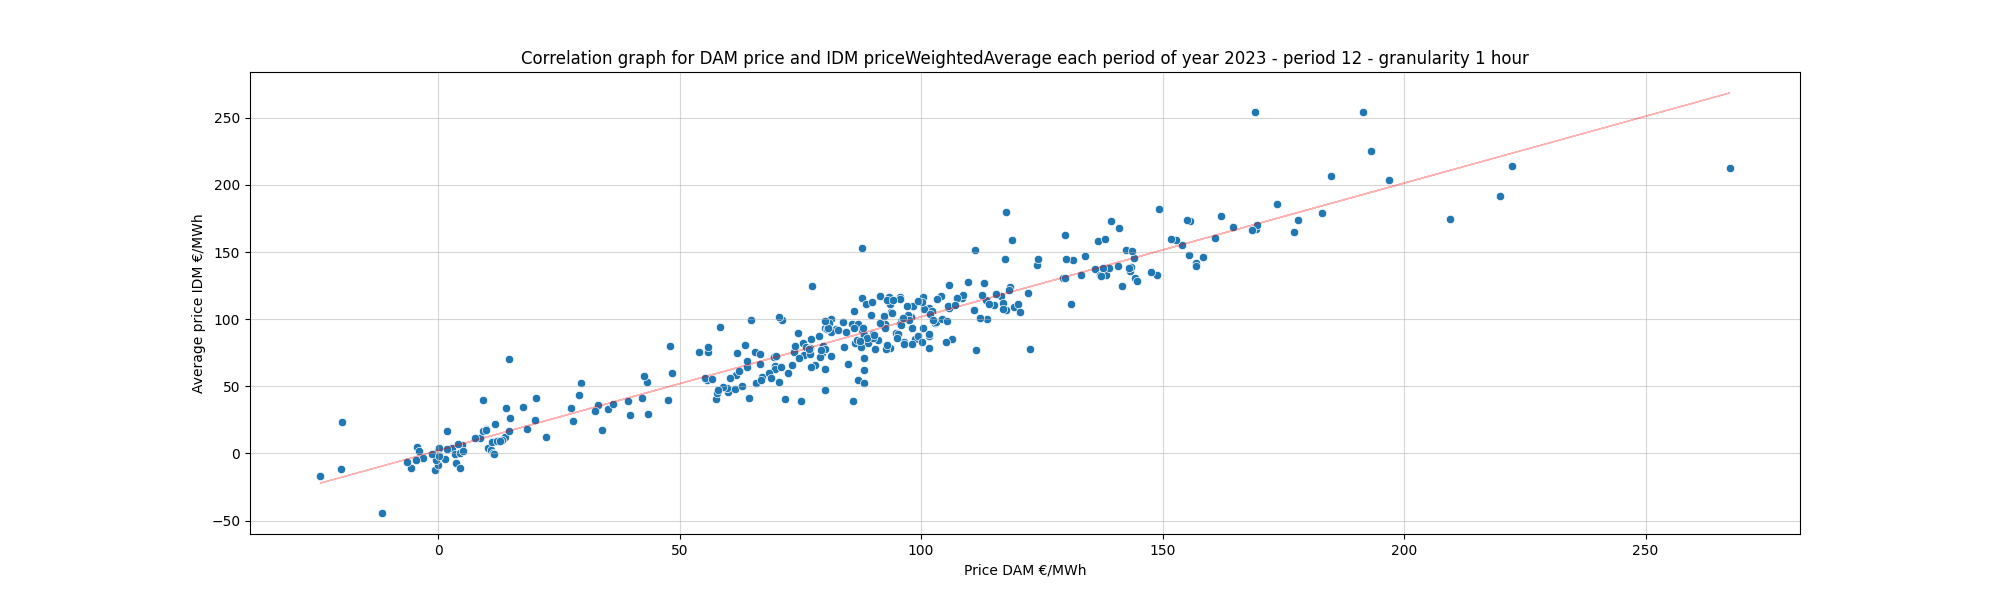 Correlation graph for DAM price and IDM priceWeightedAverage each period of year 2023 - period 12 - granularity 1 hour
Average price IDM €/MWh
250
200
150
100
50
0
−50
0 50 100 150 200 250
Price DAM €/MWh